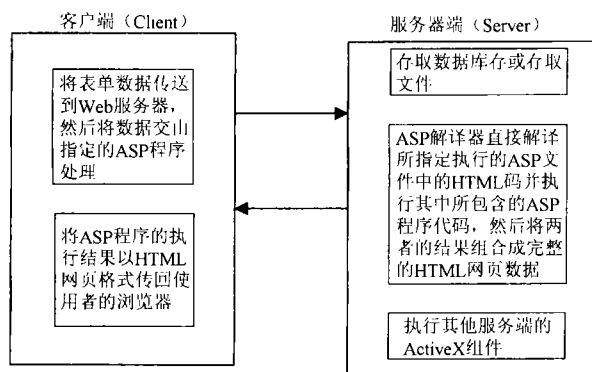 客户端（Client）
将表单数据传送
到Web服务器，
然后将数据交山
指定的ASP程序
处理
将ASP程序的执
行结果以HTML
网页格式传回使
用者的浏览器
服务器端（Server）
存取数据库存或存取
文件
ASP解译器直接解译
所指定执行的ASP文
件中的HTML码并执
行其中所包含的ASP
程序代码，然后将两
者的结果组合成完整
的HTML网页数据
执行其他服务端的
ActiveX组件